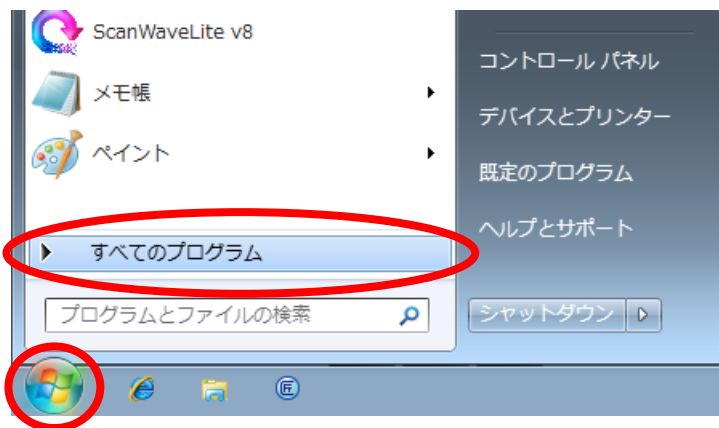 ScanWaveLite v8
メモ帳
ペイント
すべてのプログラム
プログラムとファイルの検索
コントロール パネル
デバイスとプリンター
既定のプログラム
ヘルプとサポート
シャットダウン
匠